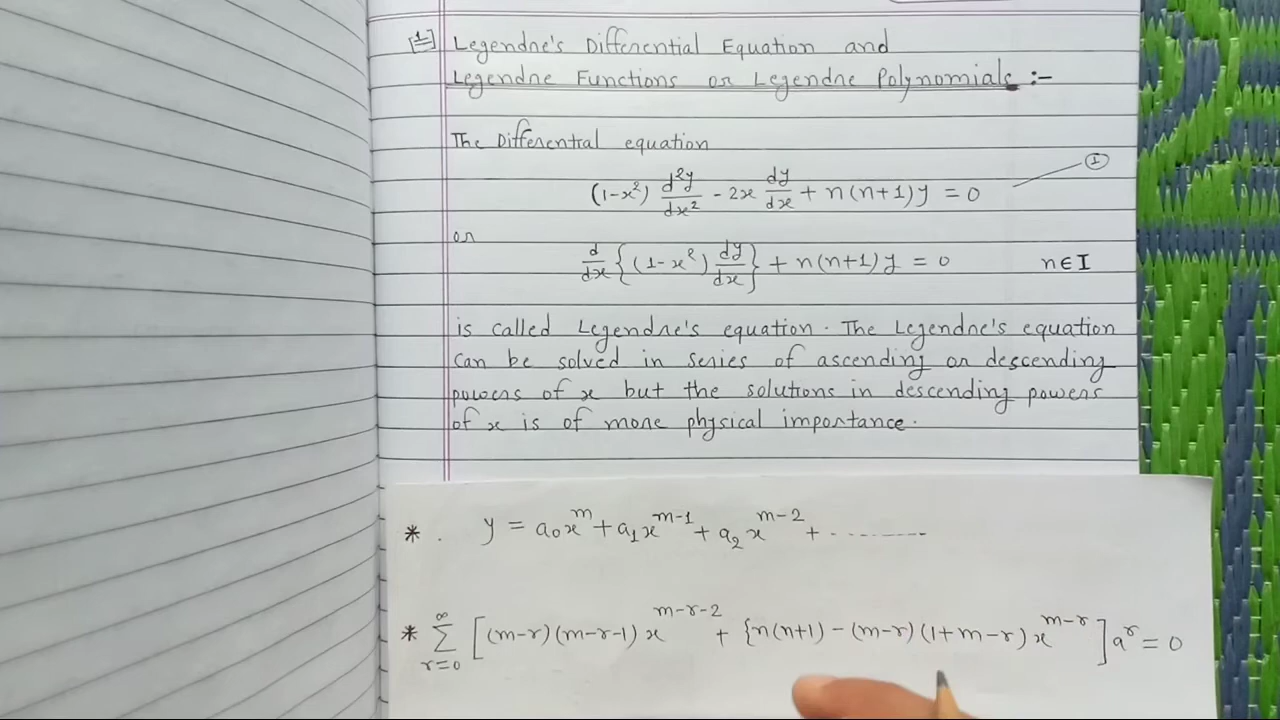 [1] Legendre's Differential Equation and
Legendre Functions or Legendre Polynomials :-
The Differential equation
(1-x²) d²y/dx² - 2x dy/dx + n(n+1)y = 0 ①
or
d/dx {(1-x²) dy/dx} + n(n+1)y = 0 n∈I
is called Legendre's equation. The Legendre's equation
can be solved in series of ascending or descending
powers of x but the solutions in descending powers
of x is of more physical importance.
* . y = a₀x^m + a₁x^{m-1} + a₂x^{m-2} + --------
* ∞Σr=0 [(m-r)(m-r-1)x^{m-r-2} + {n(n+1) - (m-r)(1+m-r)x^{m-r}]a^r = 0